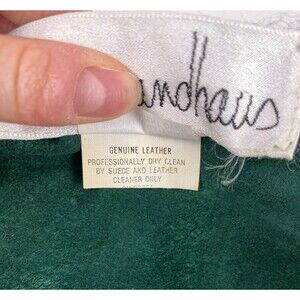 andhaus
GENUINE LEATHER
PROFESSIONALLY DRY CLEAN
BY SUEDE AND LEATHER
CLEANER ONLY